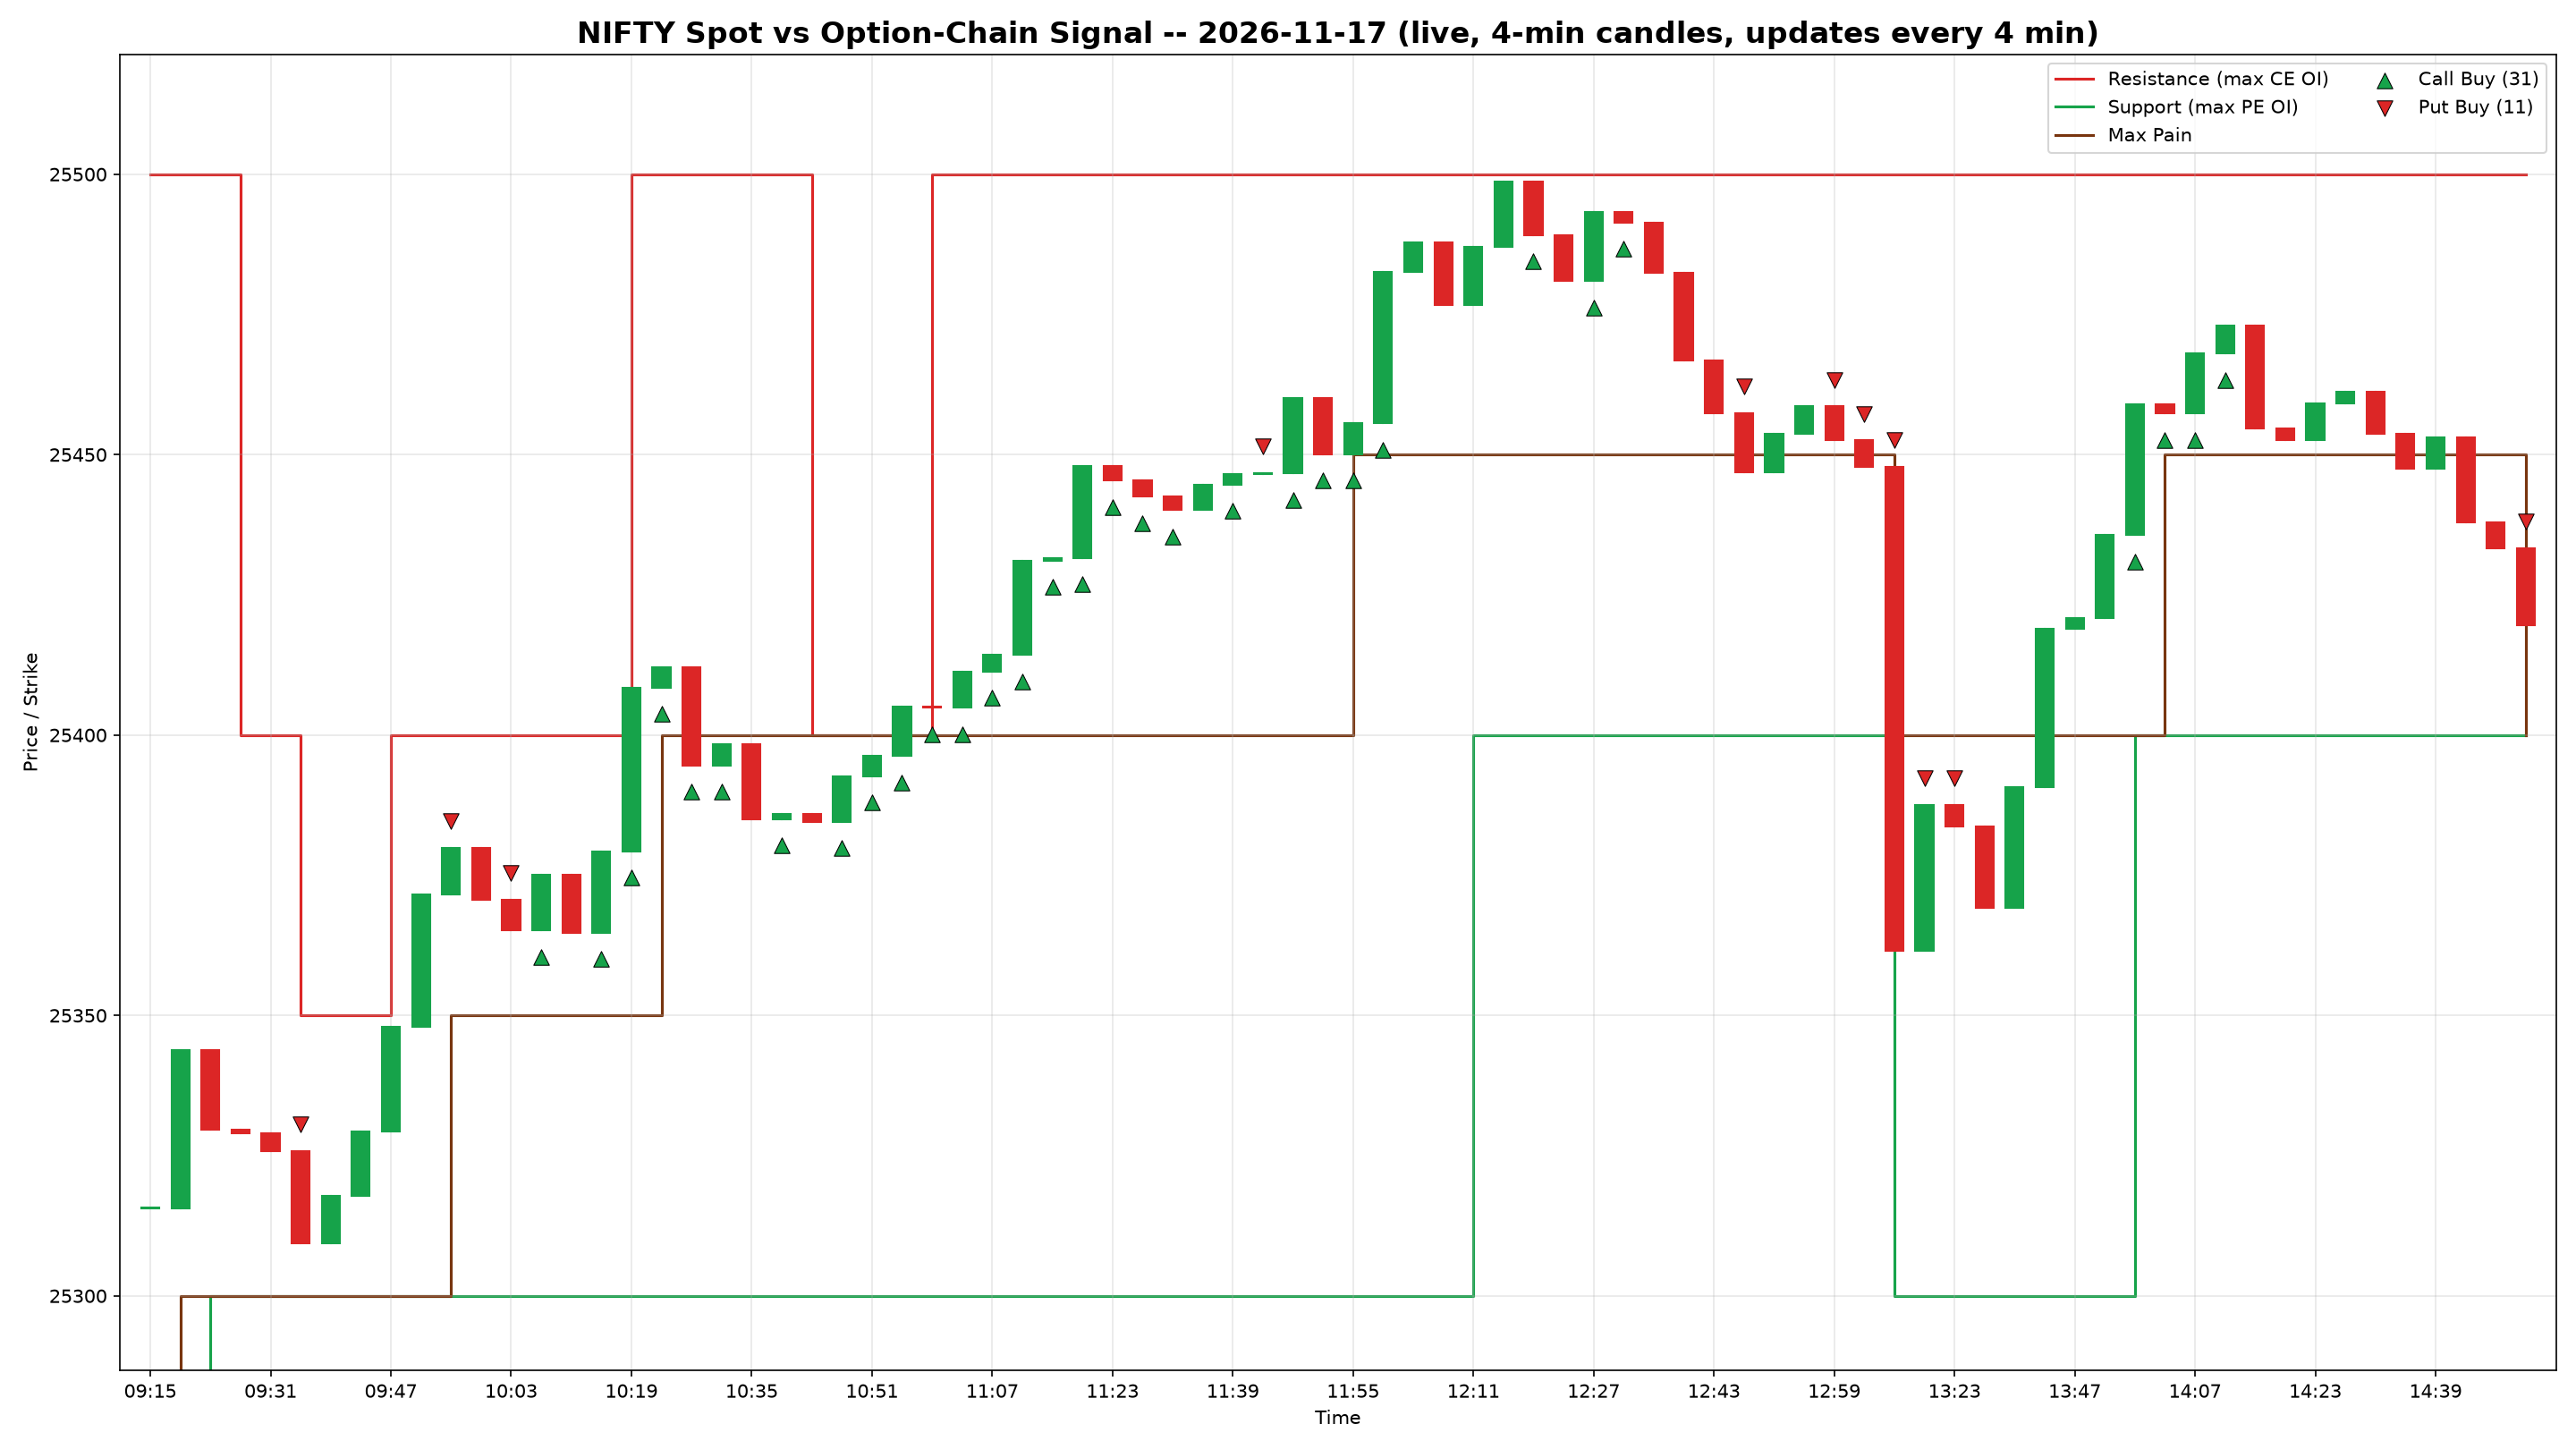 NIFTY Spot vs Option-Chain Signal -- 2026-11-17 (live, 4-min candles, updates every 4 min)
Resistance (max CE OI)
Support (max PE OI)
Max Pain
Call Buy (31)
Put Buy (11)
Price / Strike
25500
25450
25400
25350
25300
09:15 09:31 09:47 10:03 10:19 10:35 10:51 11:07 11:23 11:39 11:55 12:11 12:27 12:43 12:59 13:23 13:47 14:07 14:23 14:39
Time